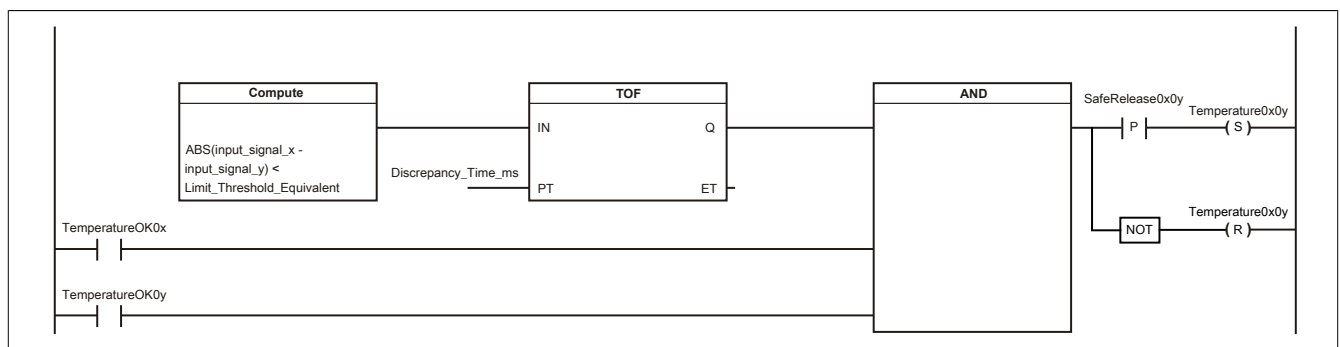 Compute
TOF
AND
SafeRelease0x0y
Temperature0x0y
P
S
IN
Q
ABS(input_signal_x -
input_signal_y) <
Limit_Threshold_Equivalent
Discrepancy_Time_ms
PT
ET
TemperatureOK0x
Temperature0x0y
NOT
R
TemperatureOK0y